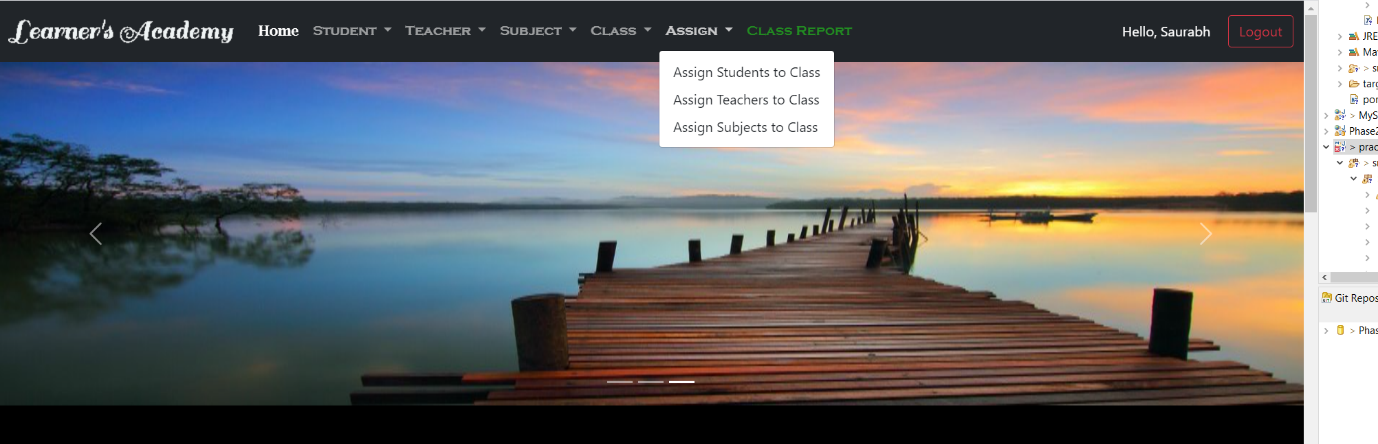 Learner's Academy Home STUDENT TEACHER SUBJECT CLASS ASSIGN CLASS REPORT Hello, Saurabh Logout
Assign Students to Class
Assign Teachers to Class
Assign Subjects to Class
JRE
Ma
targ
> MyS
Phase2
> prac
Git Repos
> Phas